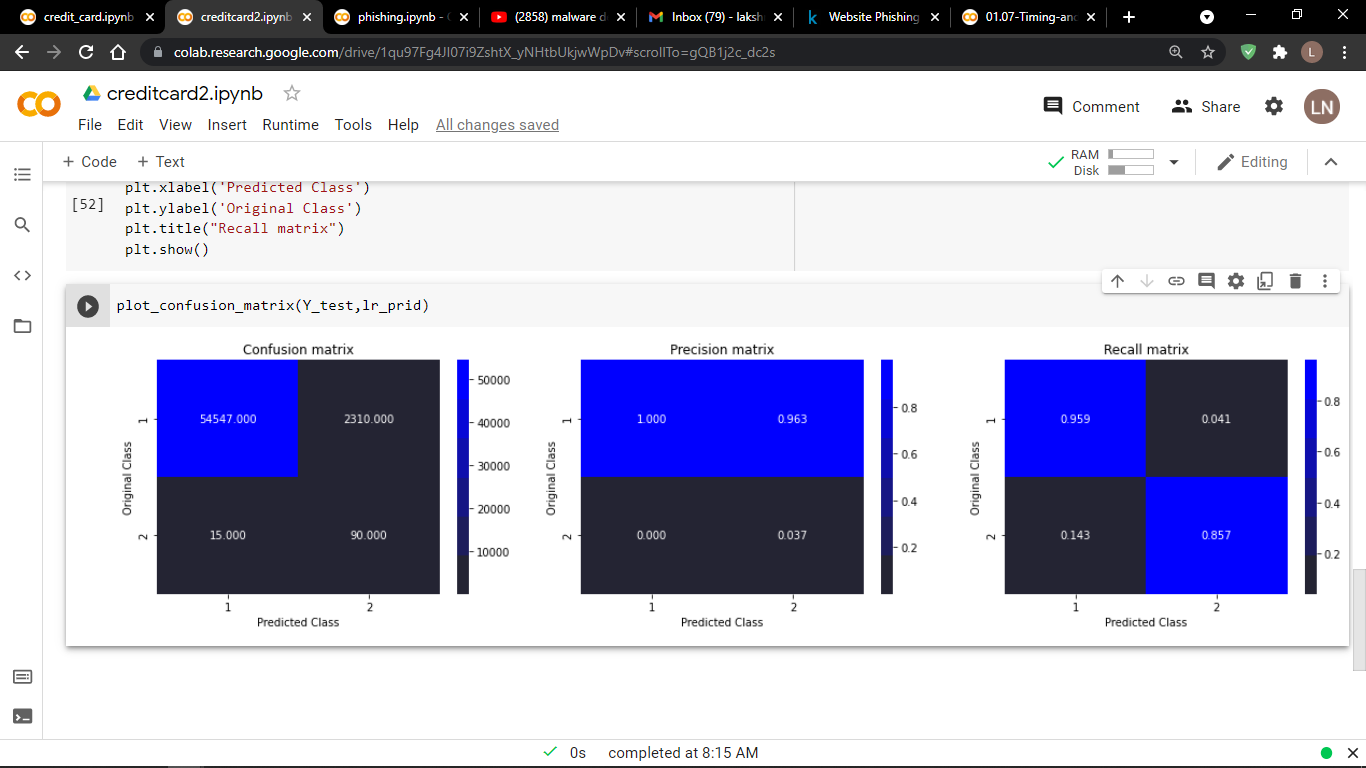 credit_card.ipynb
creditcard2.ipynb
phishing.ipynb -
(2858) malware d
Inbox (79) - laksh
Website Phishing
01.07-Timing-and
colab.research.google.com/drive/1qu97Fg4Jl07i9ZshtX_yNHtbUkjwWpDv#scrollTo=gQB1j2c_dc2s
L
creditcard2.ipynb
Comment
Share
LN
File Edit View Insert Runtime Tools Help All changes saved
+ Code + Text
RAM
Disk
Editing
plt.xlabel('Predicted Class')
[52] plt.ylabel('Original Class')
plt.title("Recall matrix")
plt.show()
plot_confusion_matrix(Y_test,lr_prid)
Confusion matrix
Original Class
1
2
54547.000 2310.000
15.000 90.000
1 2
Predicted Class
50000
40000
30000
20000
10000
Precision matrix
Original Class
1
2
1.000 0.963
0.000 0.037
1 2
Predicted Class
0.8
0.6
0.4
0.2
Recall matrix
Original Class
1
2
0.959 0.041
0.143 0.857
1 2
Predicted Class
0.8
0.6
0.4
0.2
0s completed at 8:15 AM